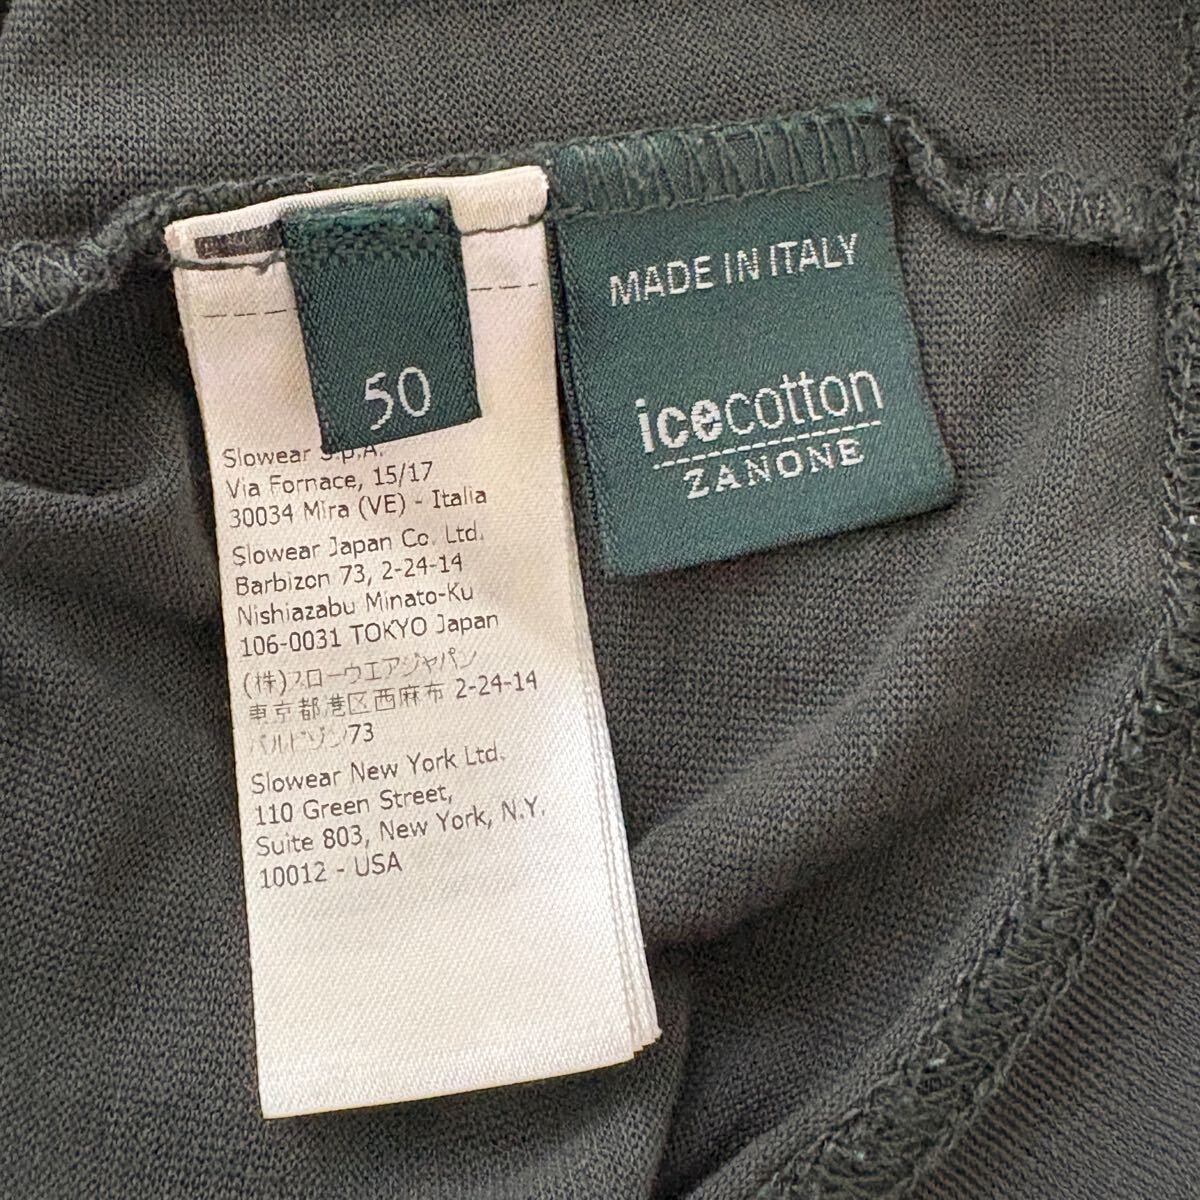 50
Slowear S.p.A.
Via Fornace, 15/17
30034 Mira (VE) - Italia
Slowear Japan Co. Ltd.
Barbizon 73, 2-24-14
Nishiazabu Minato-Ku
106-0031 TOKYO Japan
(株)スローウエアジャパン
東京都港区西麻布 2-24-14
バルビゾン73
Slowear New York Ltd.
110 Green Street,
Suite 803, New York, N.Y.
10012 - USA
MADE IN ITALY
icecotton
ZANONE